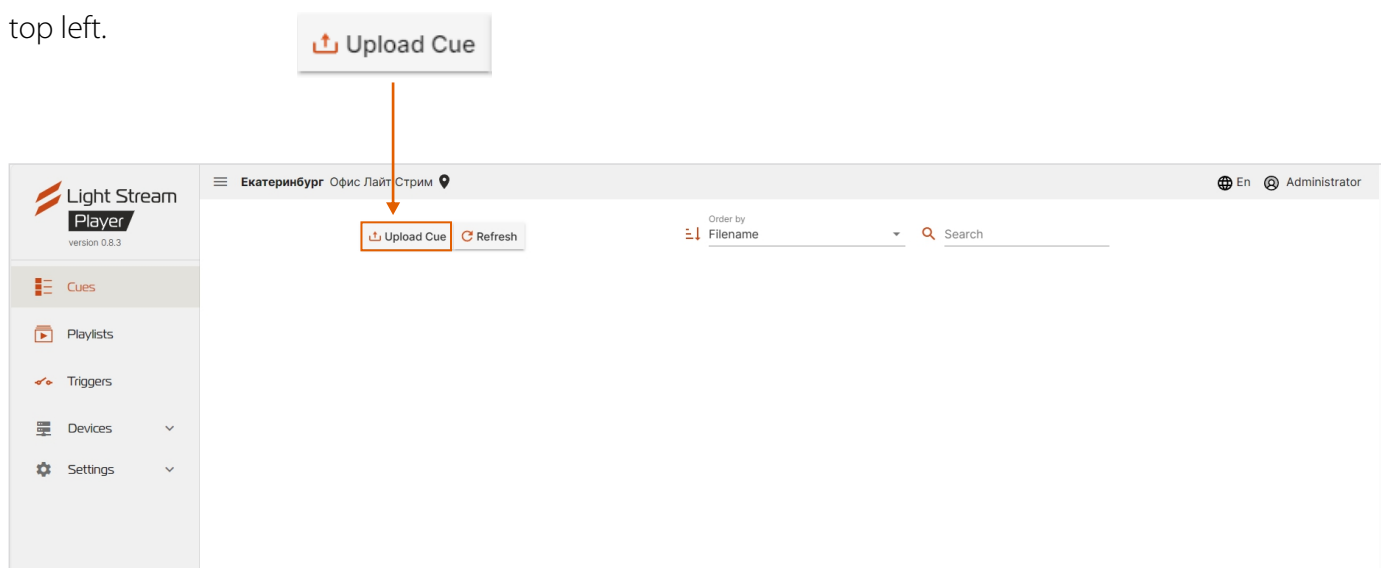 top left.
Upload Cue
Light Stream
Player
version 0.8.3
Екатеринбург Офис Лайт Стрим
En Administrator
Upload Cue Refresh
Order by
Filename
Search
Cues
Playlists
Triggers
Devices
Settings